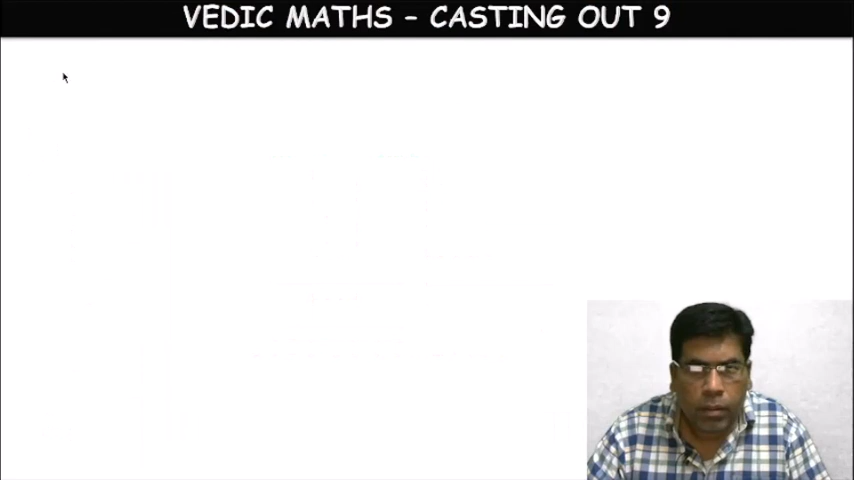 VEDIC MATHS – CASTING OUT 9